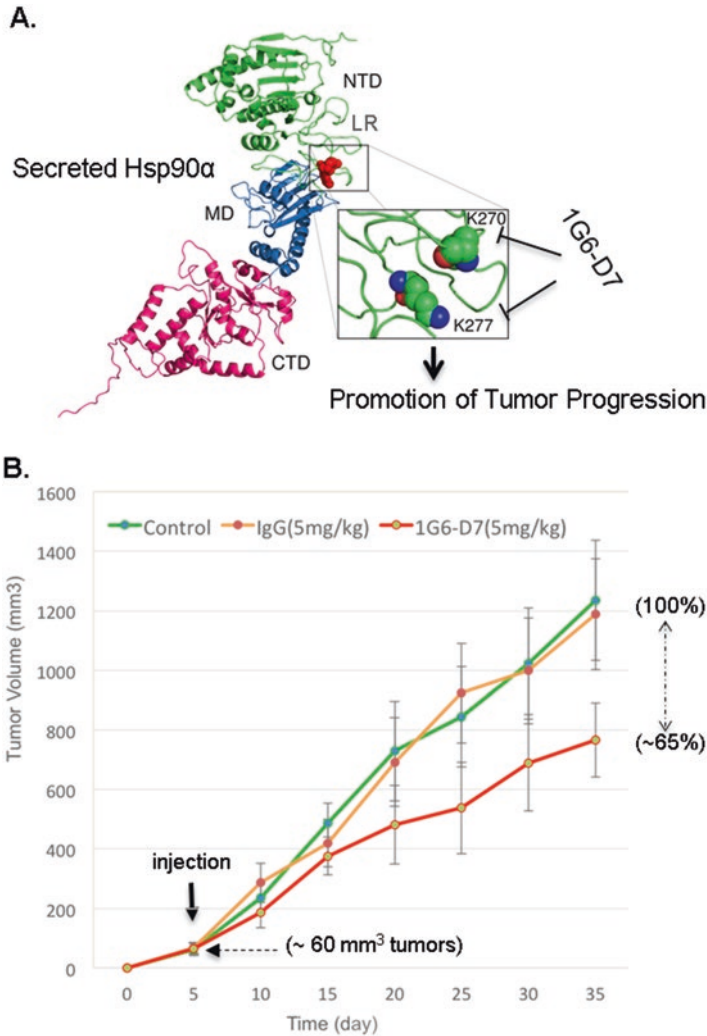 A.
NTD
LR
Secreted Hsp90α
MD
K270
1G6-D7
K277
CTD
Promotion of Tumor Progression
B.
1600
Control IgG(5mg/kg) 1G6-D7(5mg/kg)
1400
1200
(100%)
1000
Tumor Volume (mm3)
800
(~65%)
600
400
injection
200
(~ 60 mm³ tumors)
0
0 5 10 15 20 25 30 35
Time (day)